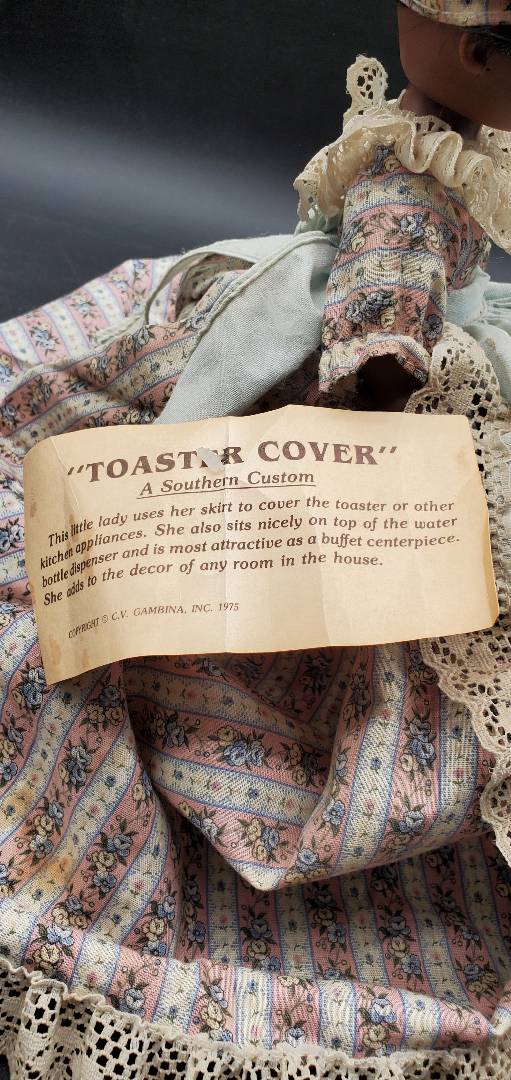 "TOASTER COVER"
A Southern Custom
This little lady uses her skirt to cover the toaster or other
kitchen appliances. She also sits nicely on top of the water
bottle dispenser and is most attractive as a buffet centerpiece.
She adds to the decor of any room in the house.
COPYRIGHT © C.V. GAMBINA, INC. 1975